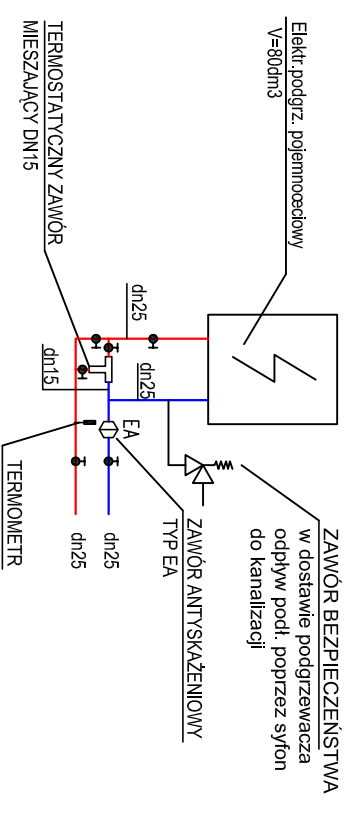 Elektr.podgrz. pojemnoœciowy
V=80dm3
ZAWÓR BEZPIECZEŃSTWA
w dostawie podgrzewacza
odpływ podł. poprzez syfon
do kanalizacji
TERMOSTATYCZNY ZAWÓR
MIESZAJĄCY DN15
dn25
dn25
dn15
EA
ZAWÓR ANTYSKAŻENIOWY
TYP EA
dn25
dn25
TERMOMETR